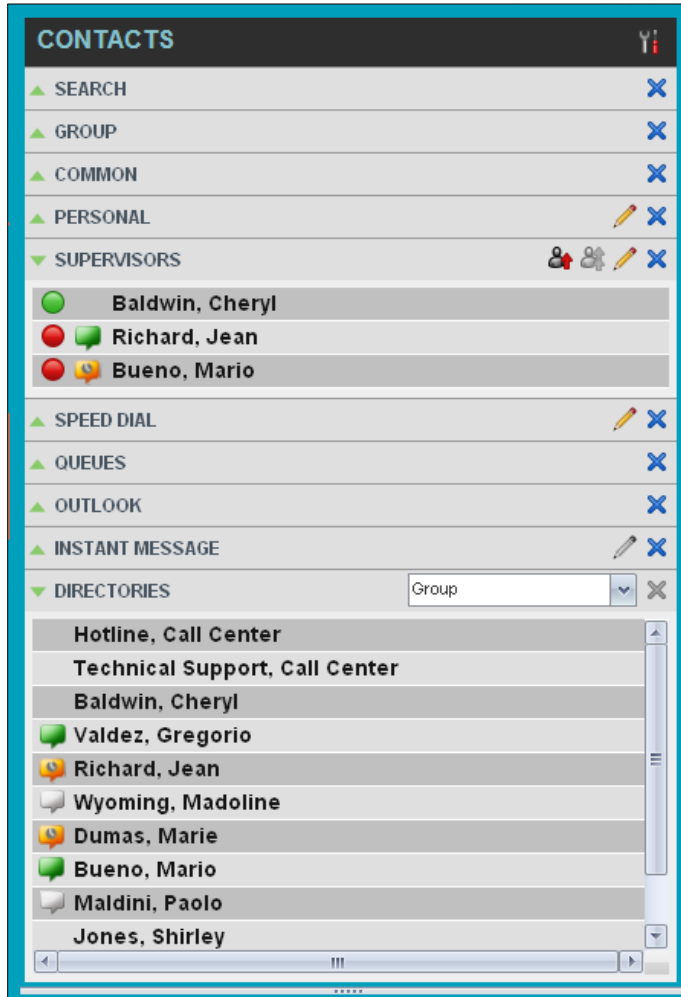 CONTACTS
SEARCH
GROUP
COMMON
PERSONAL
SUPERVISORS
Baldwin, Cheryl
Richard, Jean
Bueno, Mario
SPEED DIAL
QUEUES
OUTLOOK
INSTANT MESSAGE
DIRECTORIES Group
Hotline, Call Center
Technical Support, Call Center
Baldwin, Cheryl
Valdez, Gregorio
Richard, Jean
Wyoming, Madoline
Dumas, Marie
Bueno, Mario
Maldini, Paolo
Jones, Shirley